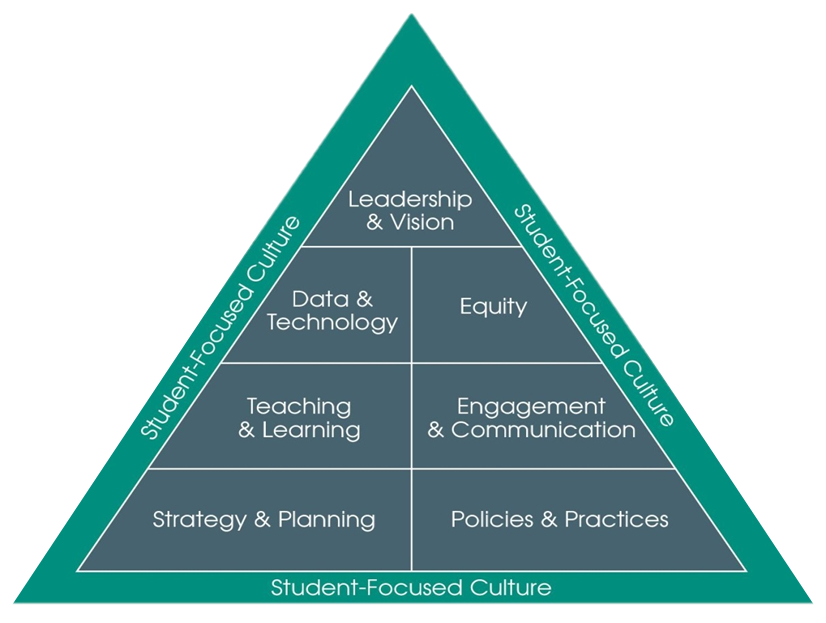 Leadership
& Vision
Student-Focused Culture
Student-Focused Culture
Data &
Technology
Equity
Teaching
& Learning
Engagement
& Communication
Strategy & Planning
Policies & Practices
Student-Focused Culture